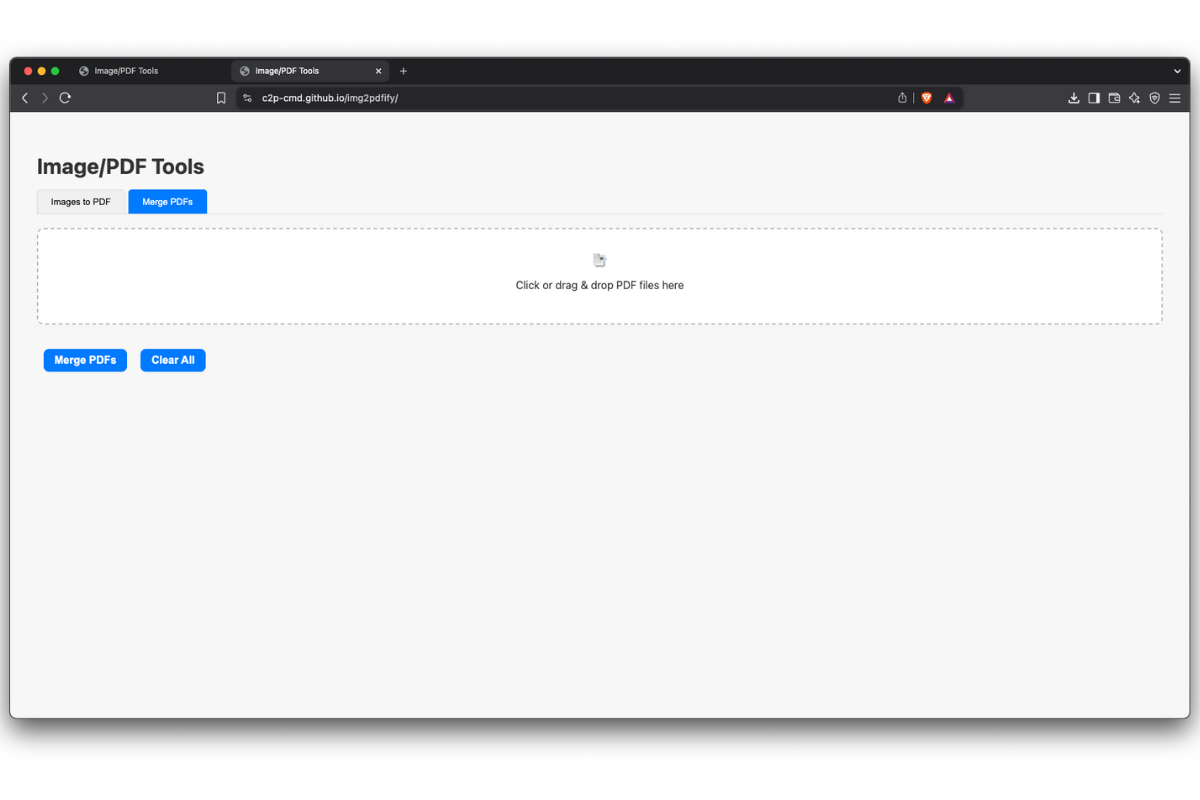 Image/PDF Tools
Image/PDF Tools
c2p-cmd.github.io/img2pdfify/
Image/PDF Tools
Images to PDF
Merge PDFs
Click or drag & drop PDF files here
Merge PDFs
Clear All